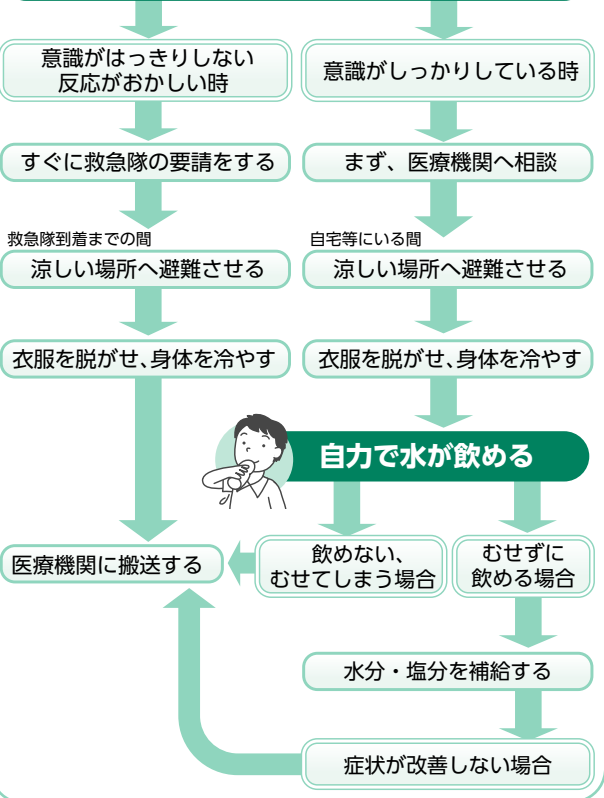 意識がはっきりしない
反応がおかしい時
すぐに救急隊の要請をする
救急隊到着までの間
涼しい場所へ避難させる
衣服を脱がせ、身体を冷やす
意識がしっかりしている時
まず、医療機関へ相談
自宅等にいる間
涼しい場所へ避難させる
衣服を脱がせ、身体を冷やす
自力で水が飲める
飲めない、
むせてしまう場合
むせずに
飲める場合
医療機関に搬送する
水分・塩分を補給する
症状が改善しない場合